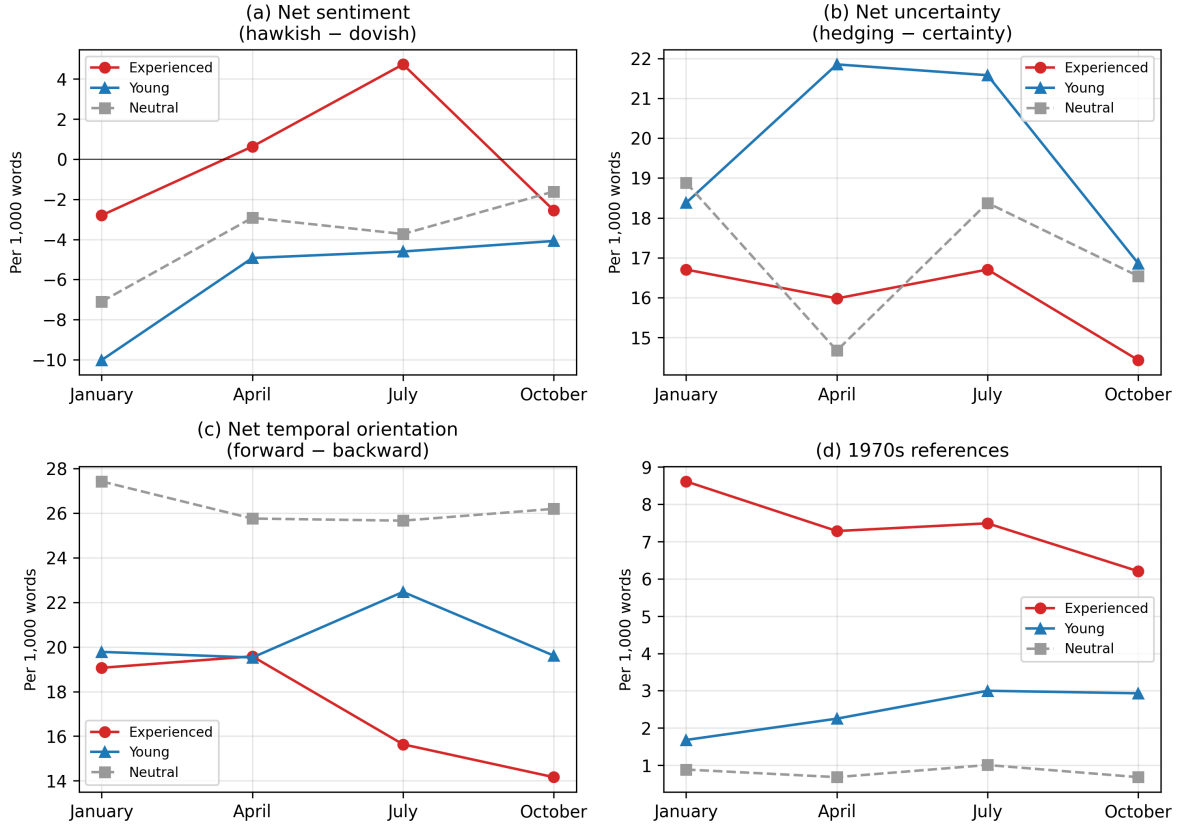 (a) Net sentiment
(hawkish − dovish)
Per 1,000 words
4
2
0
−2
−4
−6
−8
−10
Experienced
Young
Neutral
January
April
July
October
(b) Net uncertainty
(hedging − certainty)
Per 1,000 words
22
21
20
19
18
17
16
15
Experienced
Young
Neutral
January
April
July
October
(c) Net temporal orientation
(forward − backward)
Per 1,000 words
28
26
24
22
20
18
16
14
Experienced
Young
Neutral
January
April
July
October
(d) 1970s references
Per 1,000 words
9
8
7
6
5
4
3
2
1
Experienced
Young
Neutral
January
April
July
October